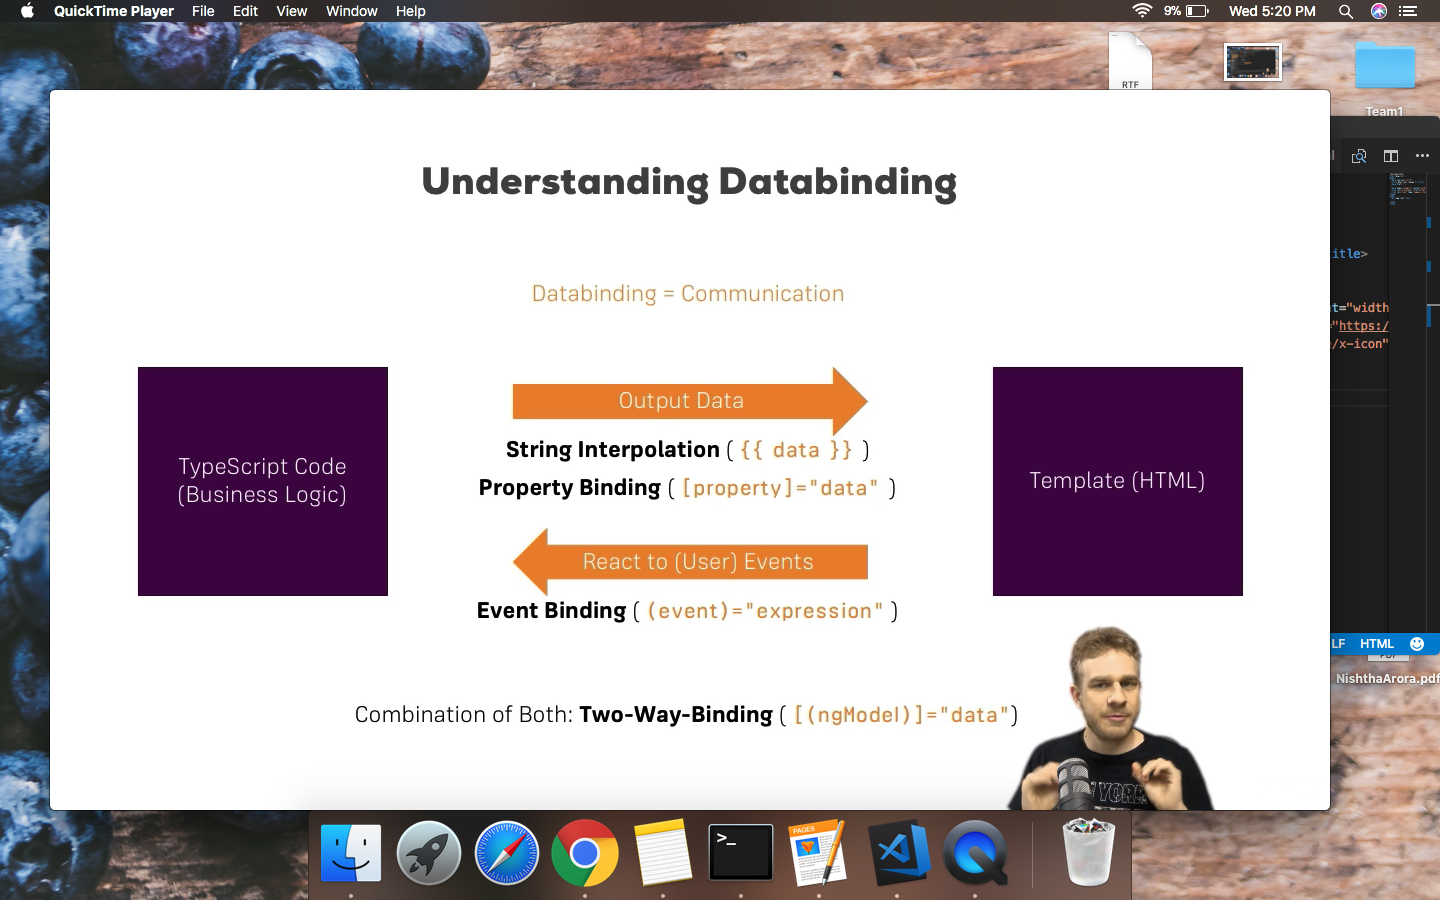 QuickTime Player File Edit View Window Help 9% Wed 5:20 PM
RTF
Team1
Understanding Databinding
itle>
Databinding = Communication
t="width
="https:/
/x-icon"
Output Data
String Interpolation ( {{ data }} )
TypeScript Code
(Business Logic)
Template (HTML)
Property Binding ( [property]="data" )
React to (User) Events
Event Binding ( (event)="expression" )
LF HTML
PDF
NishthaArora.pdf
Combination of Both: Two-Way-Binding ( [(ngModel)]="data")
YORK
>_
PAGES